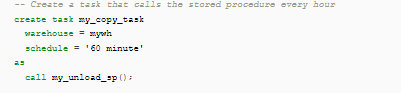 -- Create a task that calls the stored procedure every hour
create task my_copy_task
warehouse = mywh
schedule = '60 minute'
as
call my_unload_sp();